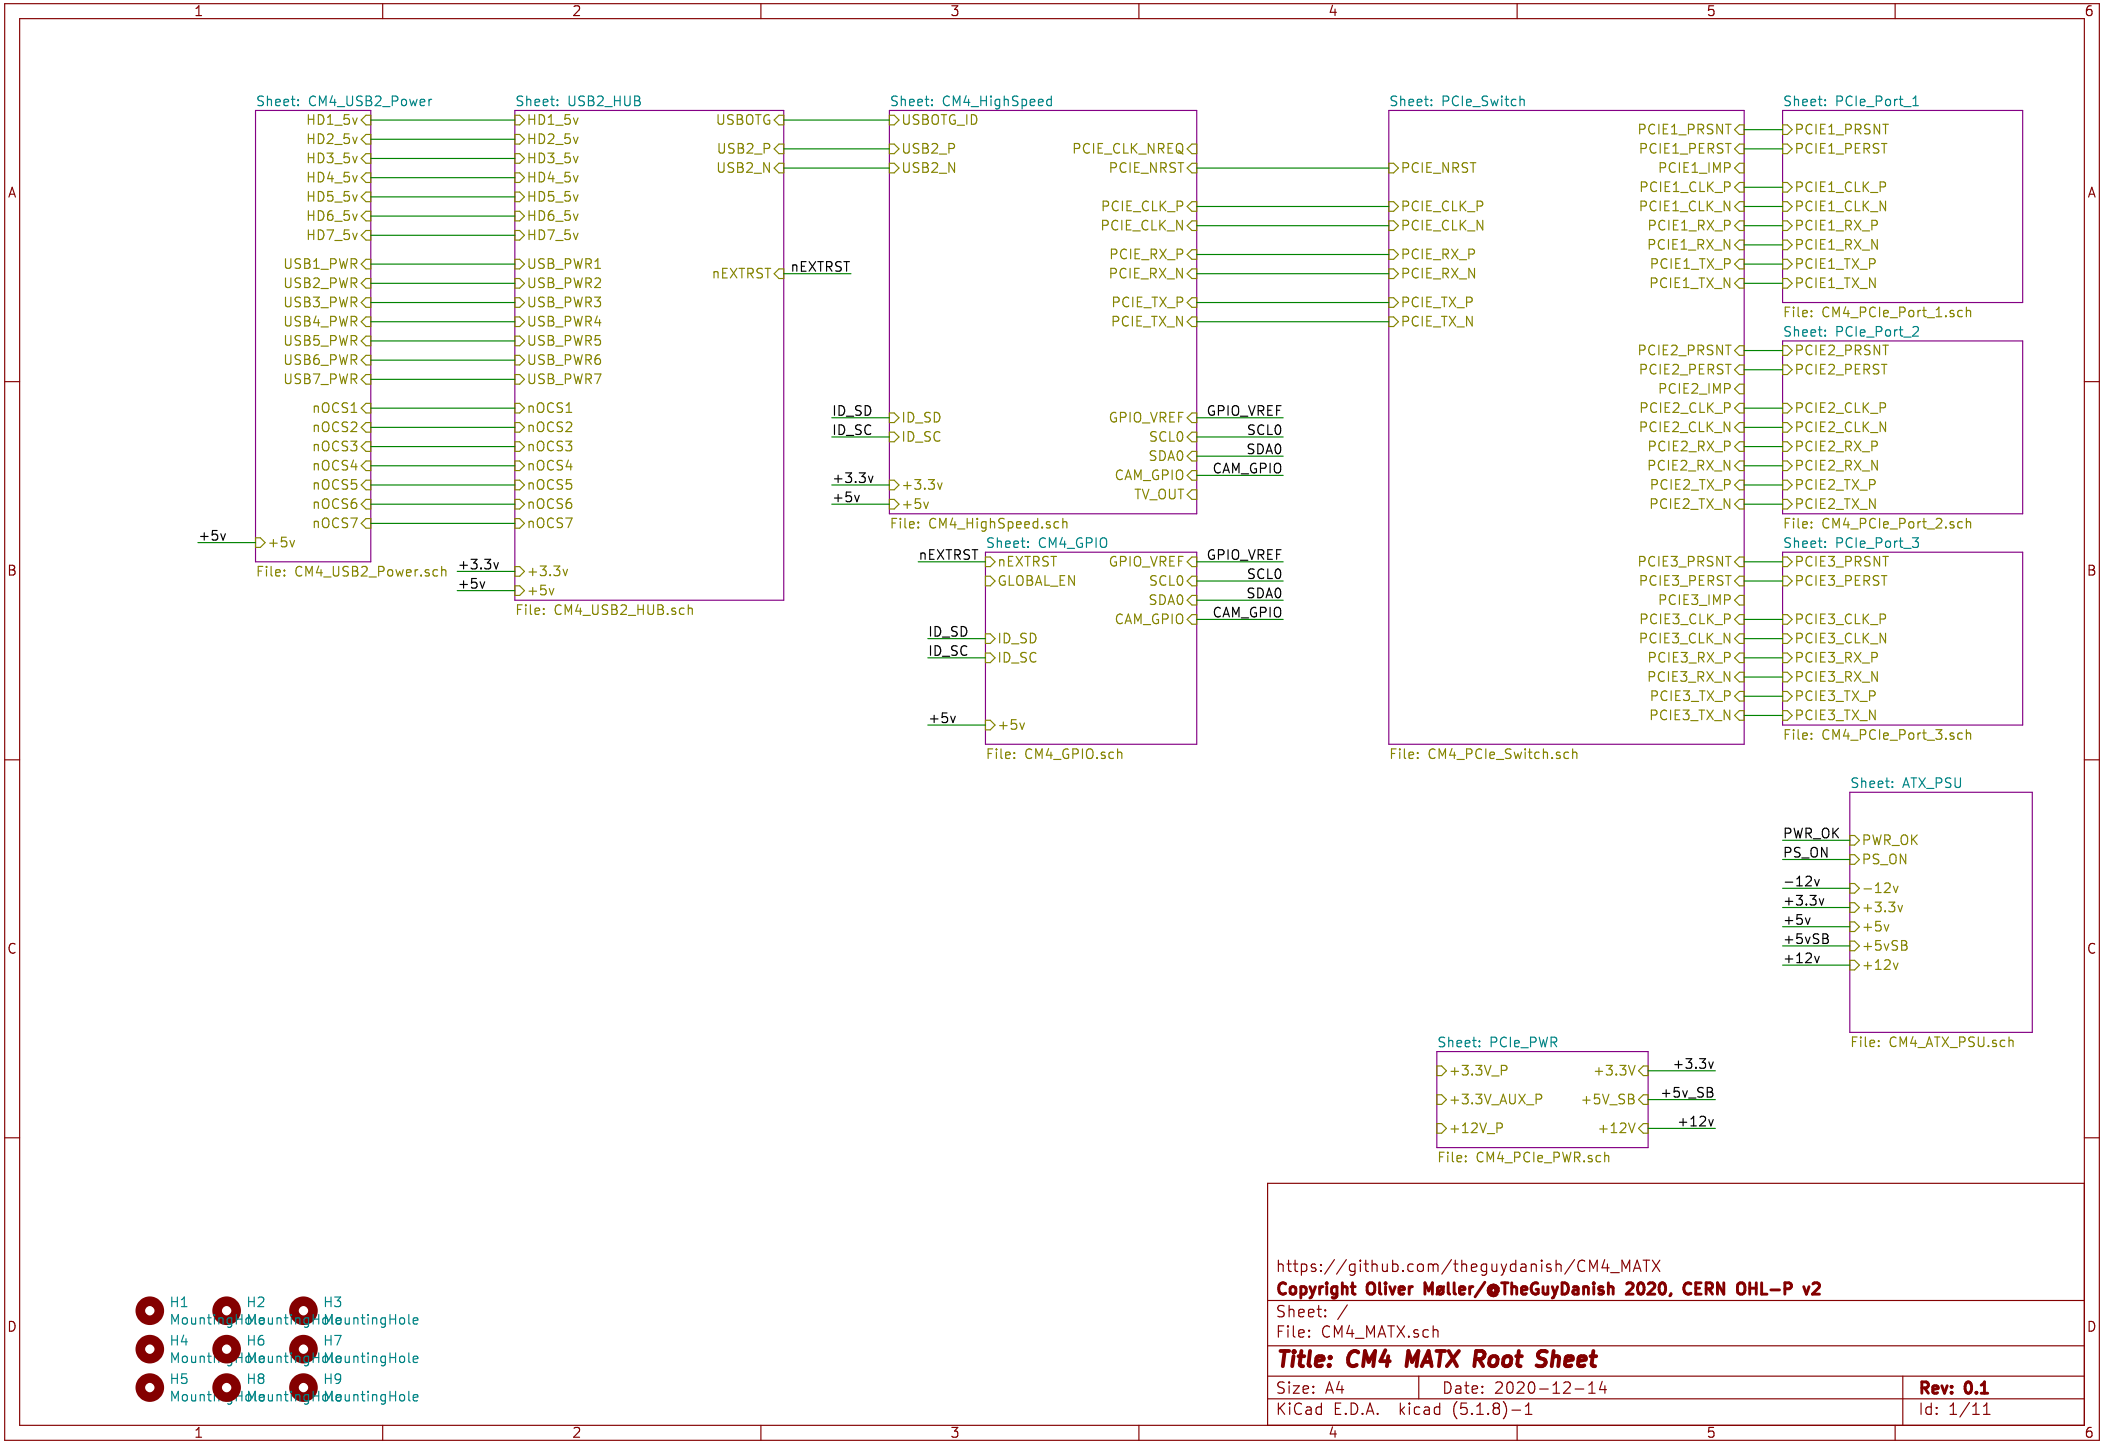 1 2 3 4 5 6
A
B
C
D
Sheet: CM4_USB2_Power
HD1_5v
HD2_5v
HD3_5v
HD4_5v
HD5_5v
HD6_5v
HD7_5v
USB1_PWR
USB2_PWR
USB3_PWR
USB4_PWR
USB5_PWR
USB6_PWR
USB7_PWR
nOCS1
nOCS2
nOCS3
nOCS4
nOCS5
nOCS6
nOCS7
+5v
+5v
File: CM4_USB2_Power.sch
Sheet: USB2_HUB
HD1_5v
HD2_5v
HD3_5v
HD4_5v
HD5_5v
HD6_5v
HD7_5v
USB_PWR1
USB_PWR2
USB_PWR3
USB_PWR4
USB_PWR5
USB_PWR6
USB_PWR7
nOCS1
nOCS2
nOCS3
nOCS4
nOCS5
nOCS6
nOCS7
+3.3v
+3.3v
+5v
+5v
USBOTG
USB2_P
USB2_N
nEXTRST
nEXTRST
File: CM4_USB2_HUB.sch
Sheet: CM4_HighSpeed
USBOTG_ID
USB2_P
USB2_N
ID_SD
ID_SD
ID_SC
ID_SC
+3.3v
+3.3v
+5v
+5v
PCIE_CLK_NREQ
PCIE_NRST
PCIE_CLK_P
PCIE_CLK_N
PCIE_RX_P
PCIE_RX_N
PCIE_TX_P
PCIE_TX_N
GPIO_VREF
GPIO_VREF
SCL0
SCL0
SDA0
SDA0
CAM_GPIO
CAM_GPIO
TV_OUT
File: CM4_HighSpeed.sch
Sheet: CM4_GPIO
nEXTRST
nEXTRST
GLOBAL_EN
ID_SD
ID_SD
ID_SC
ID_SC
+5v
+5v
GPIO_VREF
GPIO_VREF
SCL0
SCL0
SDA0
SDA0
CAM_GPIO
CAM_GPIO
File: CM4_GPIO.sch
Sheet: PCIe_Switch
PCIE_NRST
PCIE_CLK_P
PCIE_CLK_N
PCIE_RX_P
PCIE_RX_N
PCIE_TX_P
PCIE_TX_N
PCIE1_PRSNT
PCIE1_PERST
PCIE1_IMP
PCIE1_CLK_P
PCIE1_CLK_N
PCIE1_RX_P
PCIE1_RX_N
PCIE1_TX_P
PCIE1_TX_N
PCIE2_PRSNT
PCIE2_PERST
PCIE2_IMP
PCIE2_CLK_P
PCIE2_CLK_N
PCIE2_RX_P
PCIE2_RX_N
PCIE2_TX_P
PCIE2_TX_N
PCIE3_PRSNT
PCIE3_PERST
PCIE3_IMP
PCIE3_CLK_P
PCIE3_CLK_N
PCIE3_RX_P
PCIE3_RX_N
PCIE3_TX_P
PCIE3_TX_N
File: CM4_PCIe_Switch.sch
Sheet: PCIe_Port_1
PCIE1_PRSNT
PCIE1_PERST
PCIE1_CLK_P
PCIE1_CLK_N
PCIE1_RX_P
PCIE1_RX_N
PCIE1_TX_P
PCIE1_TX_N
File: CM4_PCIe_Port_1.sch
Sheet: PCIe_Port_2
PCIE2_PRSNT
PCIE2_PERST
PCIE2_CLK_P
PCIE2_CLK_N
PCIE2_RX_P
PCIE2_RX_N
PCIE2_TX_P
PCIE2_TX_N
File: CM4_PCIe_Port_2.sch
Sheet: PCIe_Port_3
PCIE3_PRSNT
PCIE3_PERST
PCIE3_CLK_P
PCIE3_CLK_N
PCIE3_RX_P
PCIE3_RX_N
PCIE3_TX_P
PCIE3_TX_N
File: CM4_PCIe_Port_3.sch
Sheet: ATX_PSU
PWR_OK
PWR_OK
PS_ON
PS_ON
-12v
-12v
+3.3v
+3.3v
+5v
+5v
+5vSB
+5vSB
+12v
+12v
File: CM4_ATX_PSU.sch
Sheet: PCIe_PWR
+3.3V_P
+3.3V_AUX_P
+12V_P
+3.3V
+3.3v
+5V_SB
+5v_SB
+12V
+12v
File: CM4_PCIe_PWR.sch
H1
MountingHole
H2
MountingHole
H3
MountingHole
H4
MountingHole
H6
MountingHole
H7
MountingHole
H5
MountingHole
H8
MountingHole
H9
MountingHole
https://github.com/theguydanish/CM4_MATX
Copyright Oliver Møller/@TheGuyDanish 2020, CERN OHL-P v2
Sheet: /
File: CM4_MATX.sch
Title: CM4 MATX Root Sheet
Size: A4 Date: 2020-12-14 Rev: 0.1
KiCad E.D.A. kicad (5.1.8)-1 Id: 1/11
A
B
C
D
1 2 3 4 5 6